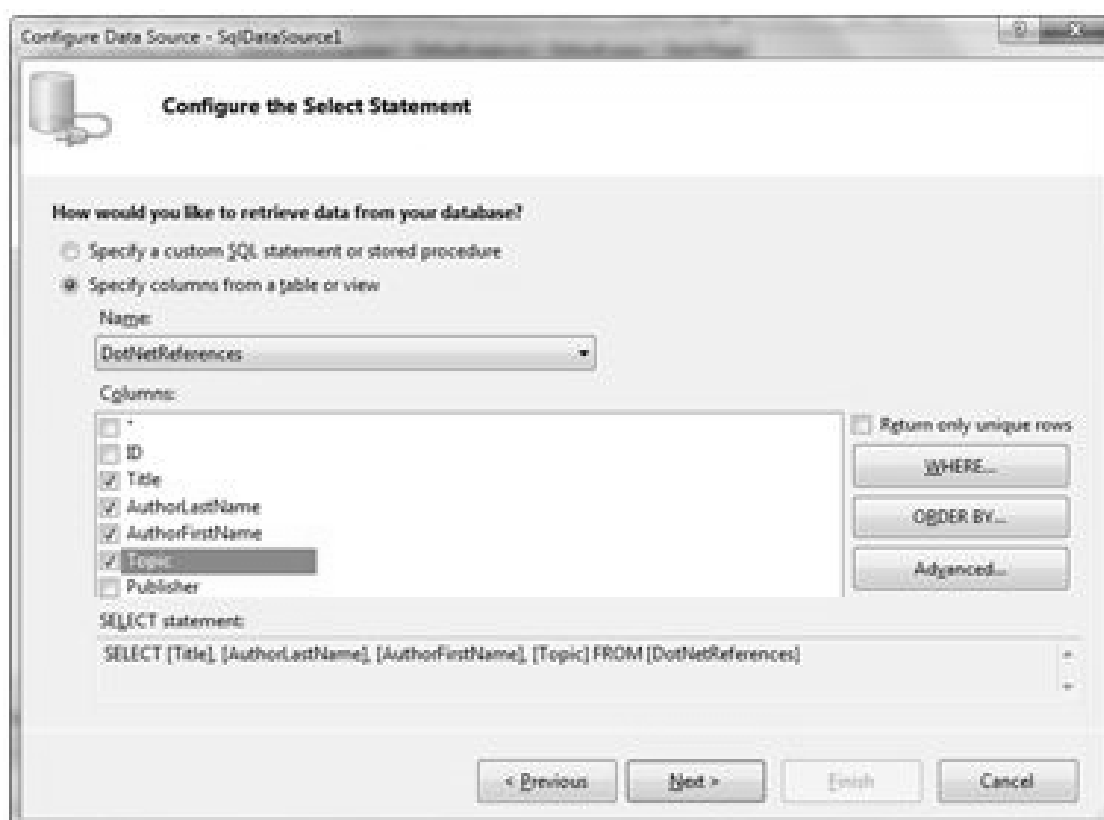 Configure Data Source - SqlDataSource1
Configure the Select Statement
How would you like to retrieve data from your database?
Specify a custom SQL statement or stored procedure
Specify columns from a table or view
Name:
DotNetReferences
Columns:
*
ID
Title
AuthorLastName
AuthorFirstName
Topic
Publisher
Return only unique rows
WHERE...
ORDER BY...
Advanced...
SELECT statement:
SELECT [Title], [AuthorLastName], [AuthorFirstName], [Topic] FROM [DotNetReferences]
< Previous
Next >
Finish
Cancel